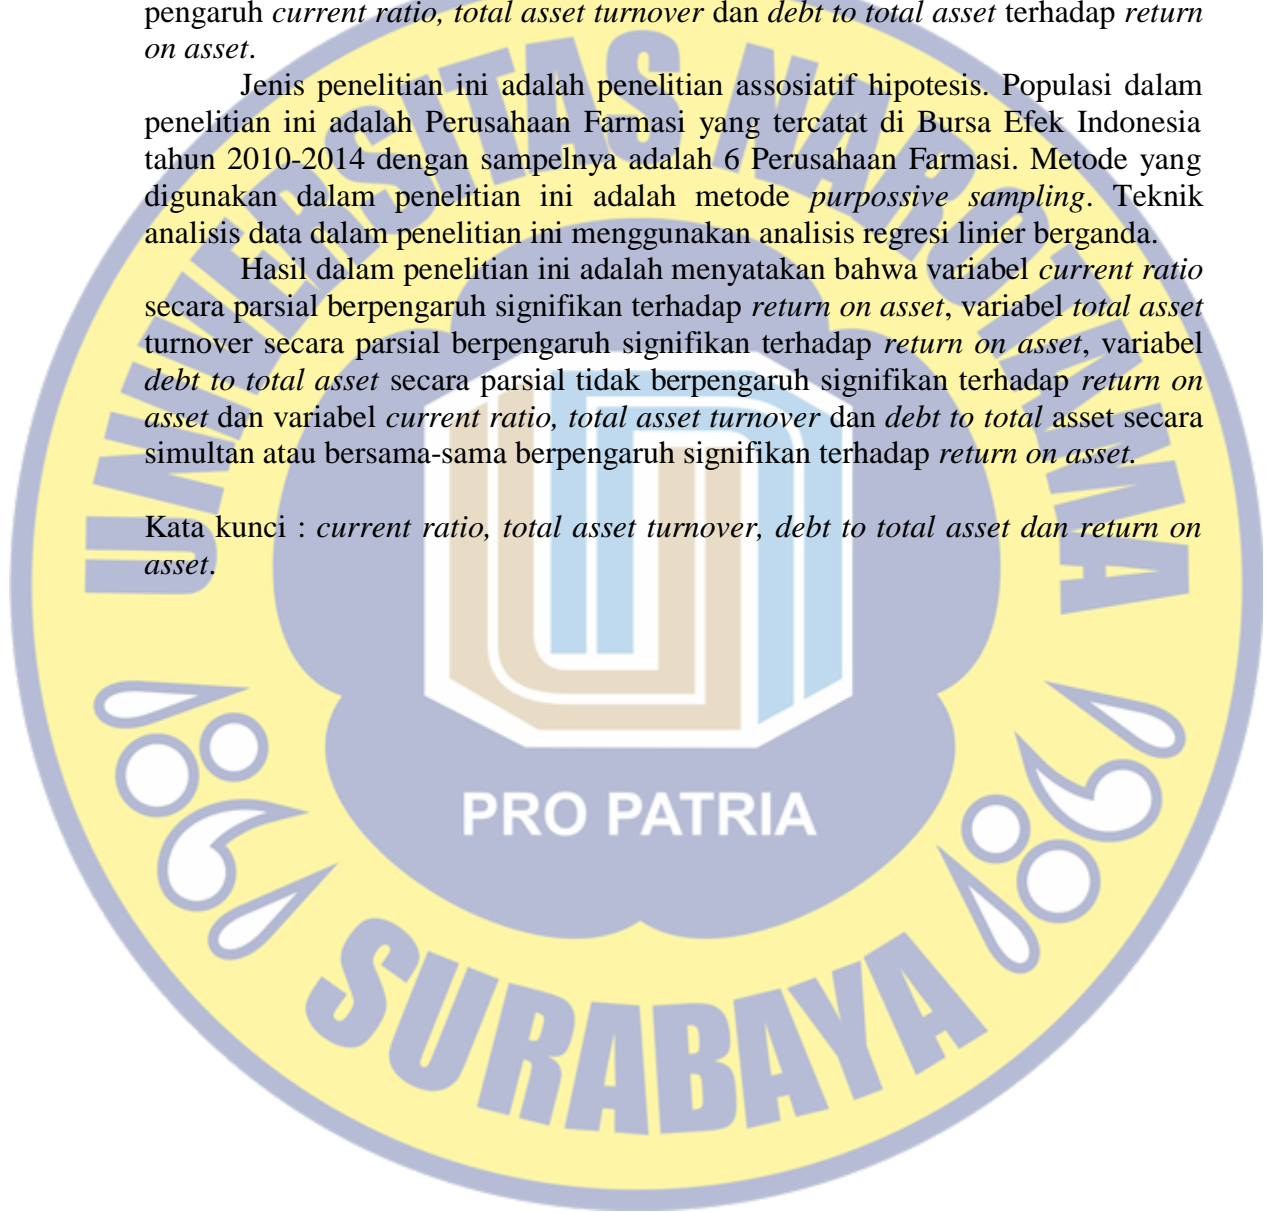 pengaruh current ratio, total asset turnover dan debt to total asset terhadap return
on asset.
Jenis penelitian ini adalah penelitian assosiatif hipotesis. Populasi dalam
penelitian ini adalah Perusahaan Farmasi yang tercatat di Bursa Efek Indonesia
tahun 2010-2014 dengan sampelnya adalah 6 Perusahaan Farmasi. Metode yang
digunakan dalam penelitian ini adalah metode purpossive sampling. Teknik
analisis data dalam penelitian ini menggunakan analisis regresi linier berganda.
Hasil dalam penelitian ini adalah menyatakan bahwa variabel current ratio
secara parsial berpengaruh signifikan terhadap return on asset, variabel total asset
turnover secara parsial berpengaruh signifikan terhadap return on asset, variabel
debt to total asset secara parsial tidak berpengaruh signifikan terhadap return on
asset dan variabel current ratio, total asset turnover dan debt to total asset secara
simultan atau bersama-sama berpengaruh signifikan terhadap return on asset.
Kata kunci : current ratio, total asset turnover, debt to total asset dan return on
asset.
UNIVERSITAS NAROTAMA
PRO PATRIA
SURABAYA